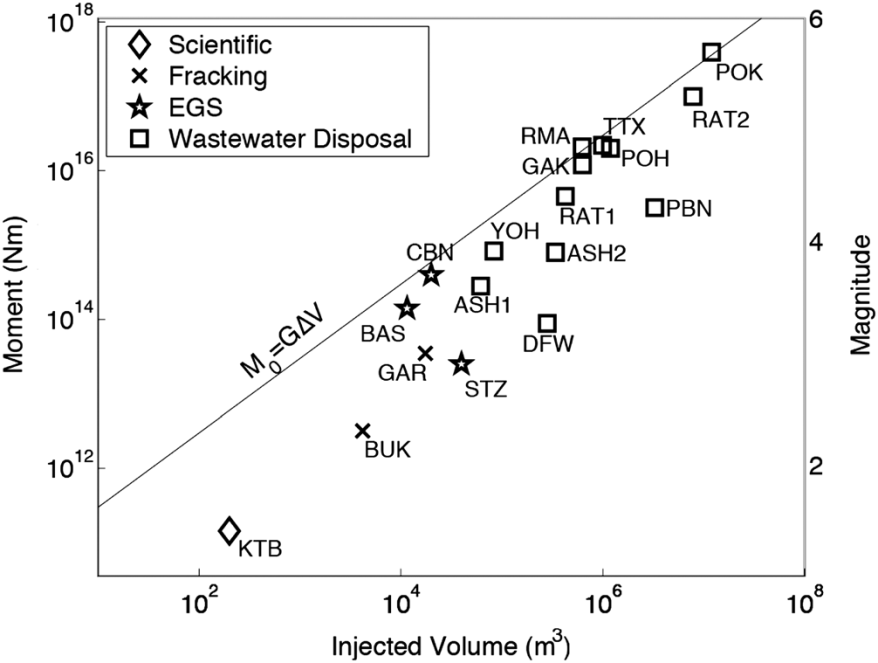 10^18
6
Scientific
Fracking
EGS
Wastewater Disposal
POK
RAT2
TTX
RMA
POH
10^16
GAK
RAT1
PBN
YOH
4
CBN
ASH2
ASH1
10^14
BAS
DFW
M_0=GΔV
GAR
STZ
BUK
10^12
2
KTB
Moment (Nm)
Magnitude
10^2
10^4
10^6
10^8
Injected Volume (m^3)